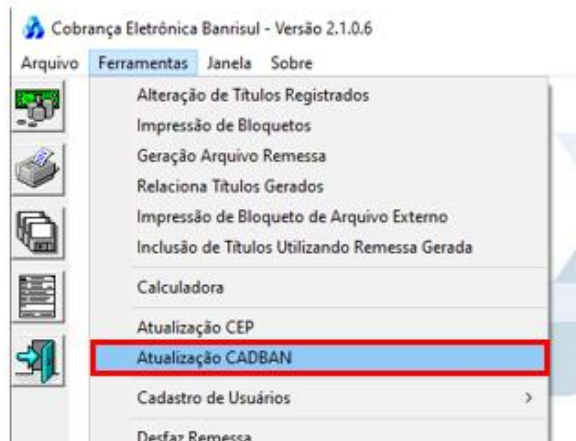 Cobrança Eletrônica Banrisul - Versão 2.1.0.6
Arquivo Ferramentas Janela Sobre
Alteração de Títulos Registrados
Impressão de Bloquetos
Geração Arquivo Remessa
Relaciona Títulos Gerados
Impressão de Bloqueto de Arquivo Externo
Inclusão de Títulos Utilizando Remessa Gerada
Calculadora
Atualização CEP
Atualização CADBAN
Cadastro de Usuários
Desfaz Remessa